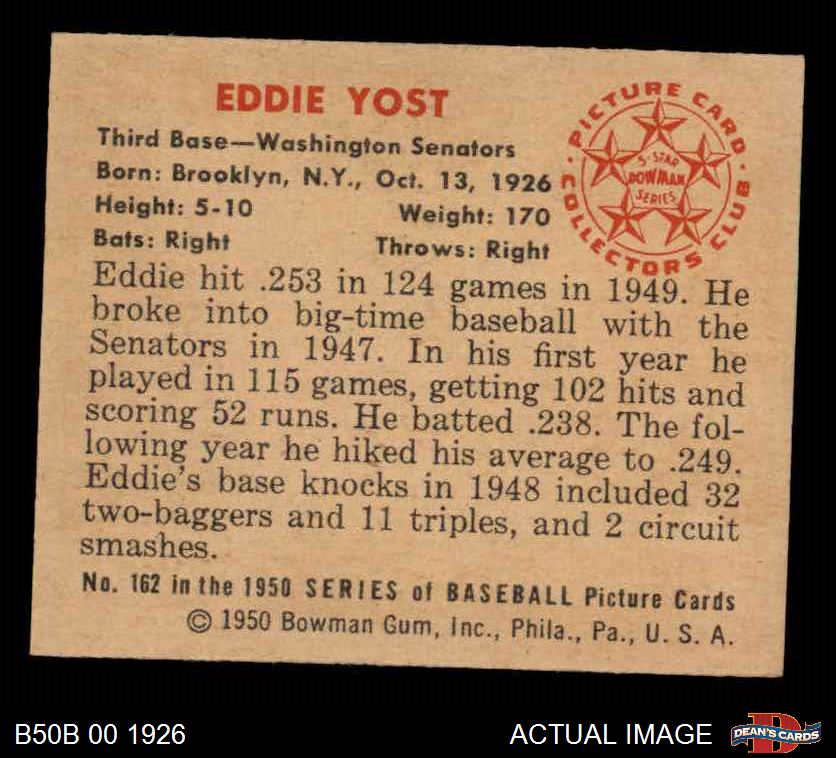 EDDIE YOST
Third Base—Washington Senators
Born: Brooklyn, N.Y., Oct. 13, 1926
Height: 5-10 Weight: 170
Bats: Right Throws: Right
PICTURE CARD
COLLECTORS CLUB
5-STAR
BOWMAN
SERIES
Eddie hit .253 in 124 games in 1949. He
broke into big-time baseball with the
Senators in 1947. In his first year he
played in 115 games, getting 102 hits and
scoring 52 runs. He batted .238. The fol-
lowing year he hiked his average to .249.
Eddie's base knocks in 1948 included 32
two-baggers and 11 triples, and 2 circuit
smashes.
No. 162 in the 1950 SERIES of BASEBALL Picture Cards
© 1950 Bowman Gum, Inc., Phila., Pa., U. S. A.
B50B 00 1926 ACTUAL IMAGE
D
DEAN'S CARDS